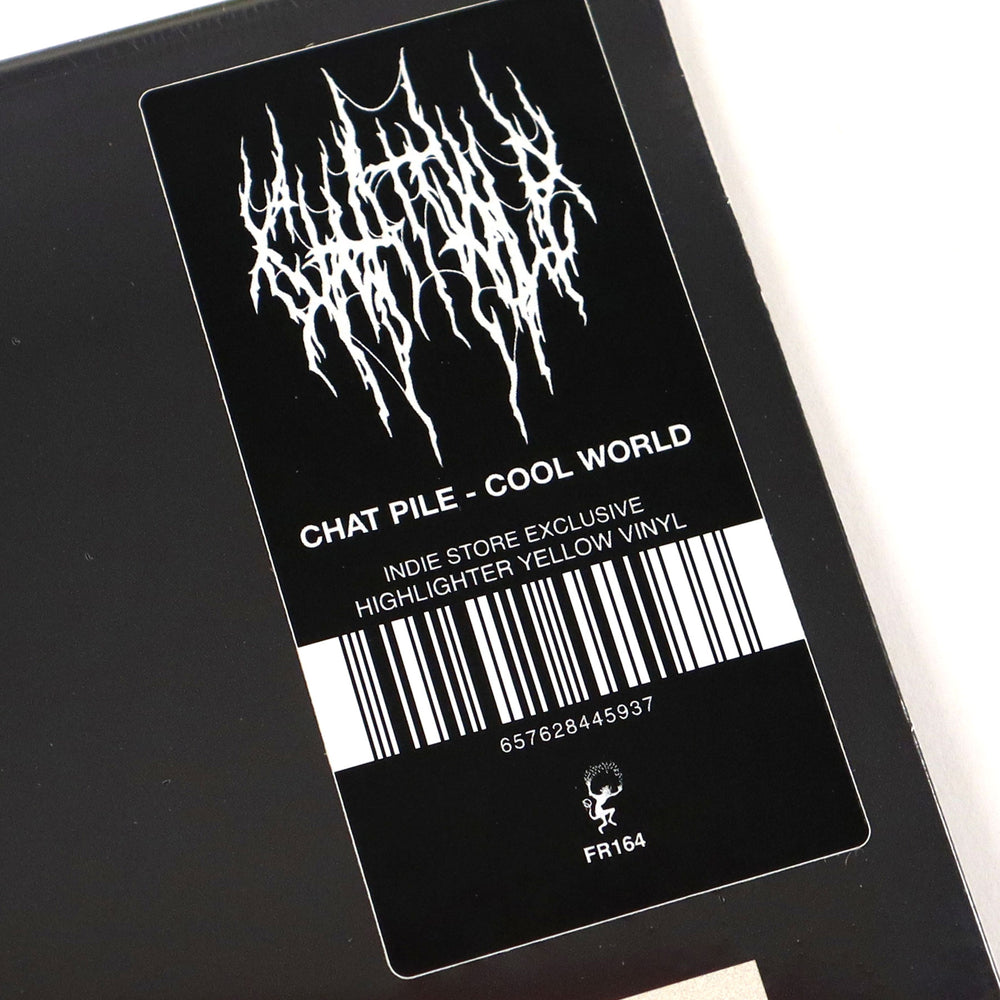 CHAT PILE - COOL WORLD
INDIE STORE EXCLUSIVE
HIGHLIGHTER YELLOW VINYL
657628445937
FR164